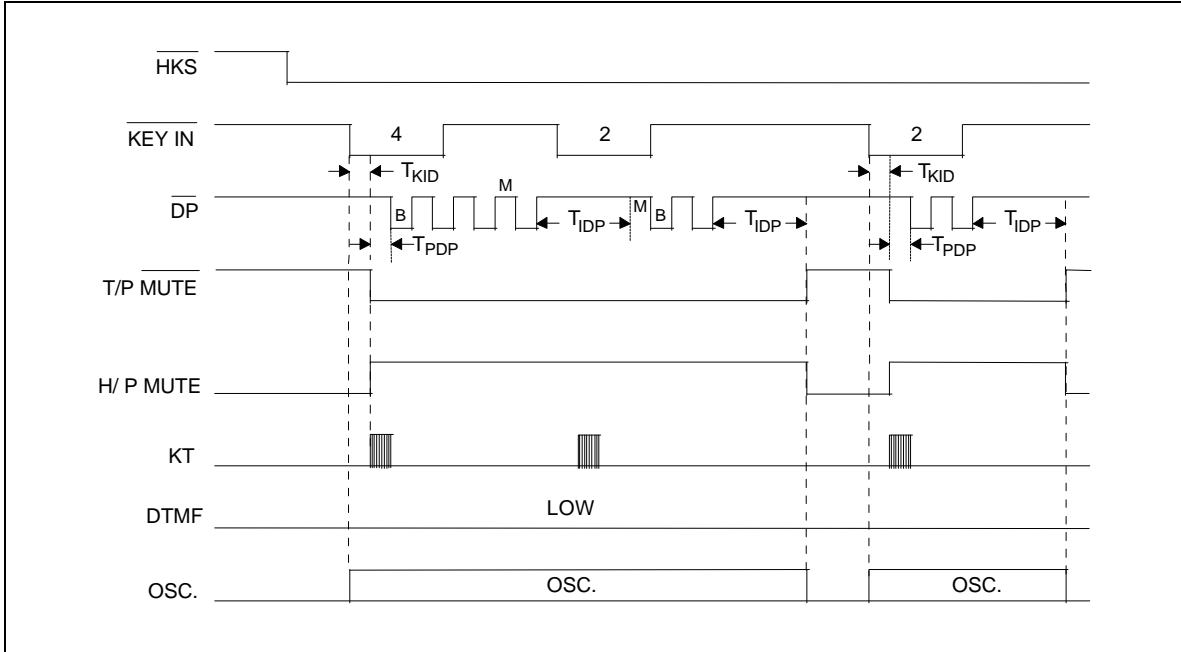 HKS
KEY IN
4
2
2
TKID
TKID
DP
M
B
TIDP
M
B
TIDP
TIDP
TPDP
TPDP
T/P MUTE
H/ P MUTE
KT
DTMF
LOW
OSC.
OSC.
OSC.